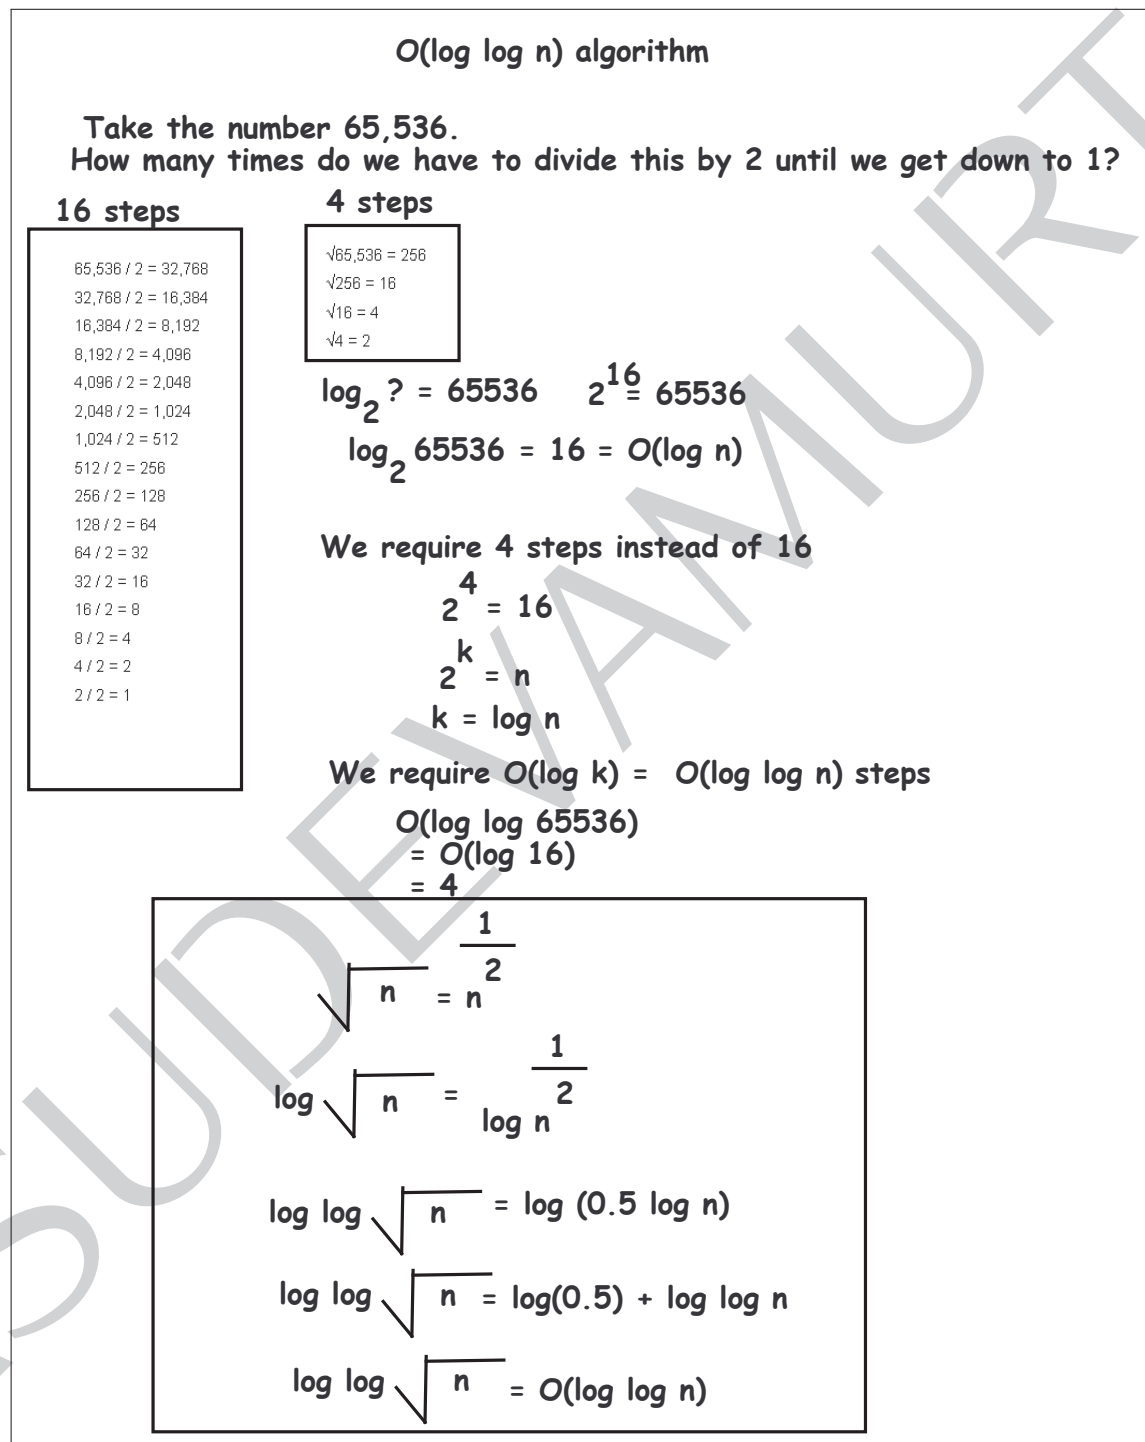 O(log log n) algorithm
Take the number 65,536.
How many times do we have to divide this by 2 until we get down to 1?
16 steps
65,536 / 2 = 32,768
32,768 / 2 = 16,384
16,384 / 2 = 8,192
8,192 / 2 = 4,096
4,096 / 2 = 2,048
2,048 / 2 = 1,024
1,024 / 2 = 512
512 / 2 = 256
256 / 2 = 128
128 / 2 = 64
64 / 2 = 32
32 / 2 = 16
16 / 2 = 8
8 / 2 = 4
4 / 2 = 2
2 / 2 = 1
4 steps
√65,536 = 256
√256 = 16
√16 = 4
√4 = 2
log₂ ? = 65536 2¹⁶ = 65536
log₂ 65536 = 16 = O(log n)
We require 4 steps instead of 16
2⁴ = 16
2ᵏ = n
k = log n
We require O(log k) = O(log log n) steps
O(log log 65536)
= O(log 16)
= 4
√n = n^(1/2)
log √n = log n^(1/2)
log log √n = log (0.5 log n)
log log √n = log(0.5) + log log n
log log √n = O(log log n)
SUDEVAMURT